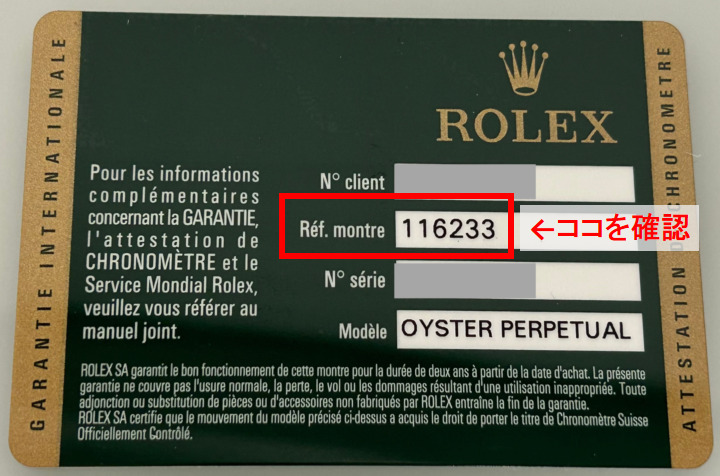 GARANTIE INTERNATIONALE
ROLEX
Pour les informations
complémentaires
concernant la GARANTIE,
l'attestation de
CHRONOMÈTRE et le
Service Mondial Rolex,
veuillez vous référer au
manuel joint.
N° client
Réf. montre 116233
←ココを確認
N° série
Modèle OYSTER PERPETUAL
ROLEX SA garantit le bon fonctionnement de cette montre pour la durée de deux ans à partir de la date d'achat. La présente
garantie ne couvre pas l'usure normale, la perte, le vol ou les dommages résultant d'une utilisation inappropriée. Toute
adjonction ou substitution de pièces ou d'accessoires non fabriqués par ROLEX entraîne la fin de la garantie.
ROLEX SA certifie que le mouvement du modèle précisé ci-dessus a acquis le droit de porter le titre de Chronomètre Suisse
Officiellement Contrôlé.
ATTESTATION D CHRONOMETRE